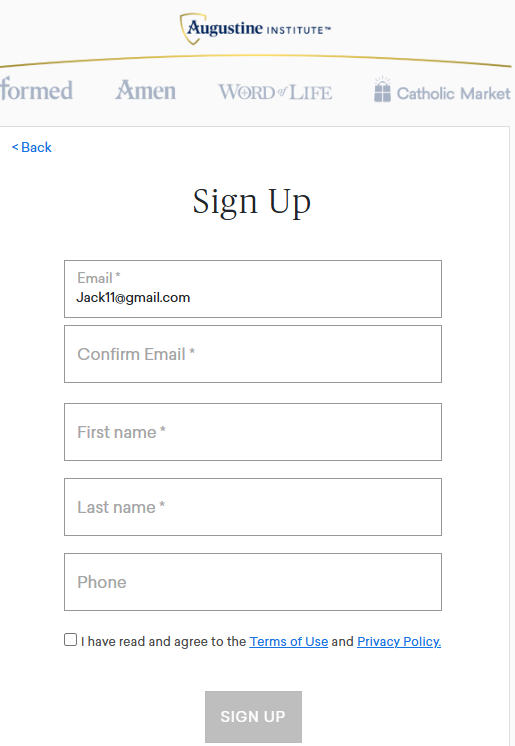 Augustine INSTITUTE™
formed Amen WORD of LIFE Catholic Market
< Back
Sign Up
Email *
Jack11@gmail.com
Confirm Email *
First name *
Last name *
Phone
I have read and agree to the Terms of Use and Privacy Policy.
SIGN UP